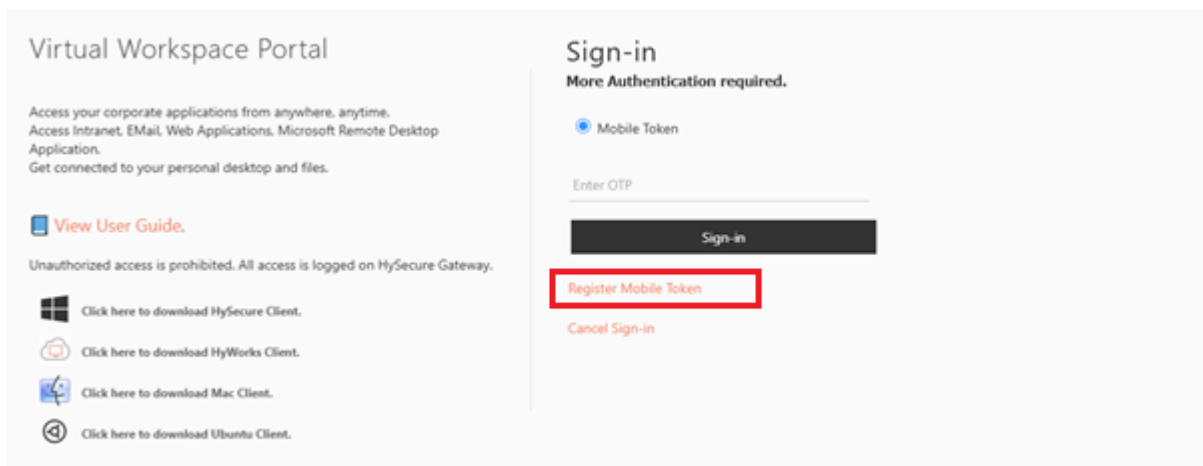 Virtual Workspace Portal
Access your corporate applications from anywhere, anytime.
Access Intranet, EMail, Web Applications, Microsoft Remote Desktop
Application.
Get connected to your personal desktop and files.
View User Guide.
Unauthorized access is prohibited. All access is logged on HySecure Gateway.
Click here to download HySecure Client.
Click here to download HyWorks Client.
Click here to download Mac Client.
Click here to download Ubuntu Client.
Sign-in
More Authentication required.
Mobile Token
Enter OTP
Sign-in
Register Mobile Token
Cancel Sign-in